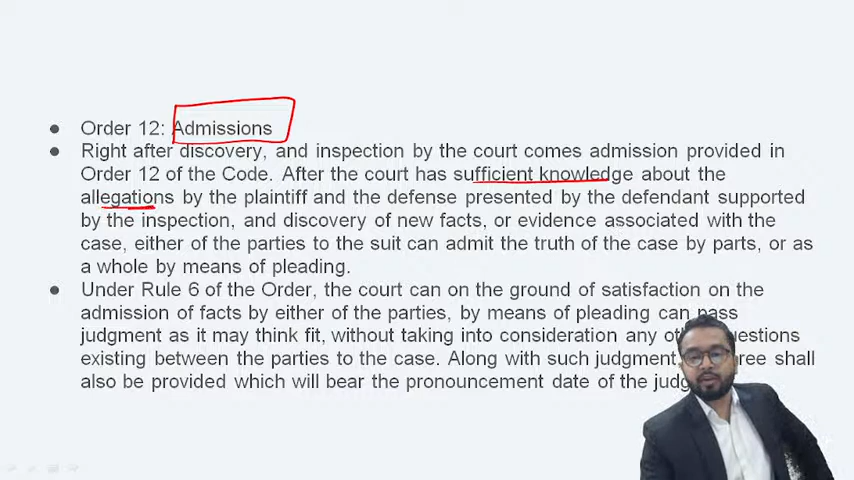 Order 12: Admissions
Right after discovery, and inspection by the court comes admission provided in
Order 12 of the Code. After the court has sufficient knowledge about the
allegations by the plaintiff and the defense presented by the defendant supported
by the inspection, and discovery of new facts, or evidence associated with the
case, either of the parties to the suit can admit the truth of the case by parts, or as
a whole by means of pleading.
Under Rule 6 of the Order, the court can on the ground of satisfaction on the
admission of facts by either of the parties, by means of pleading can pass
judgment as it may think fit, without taking into consideration any
existing between the parties to the case. Along with such judgment, shall
also be provided which will bear the pronouncement date of the